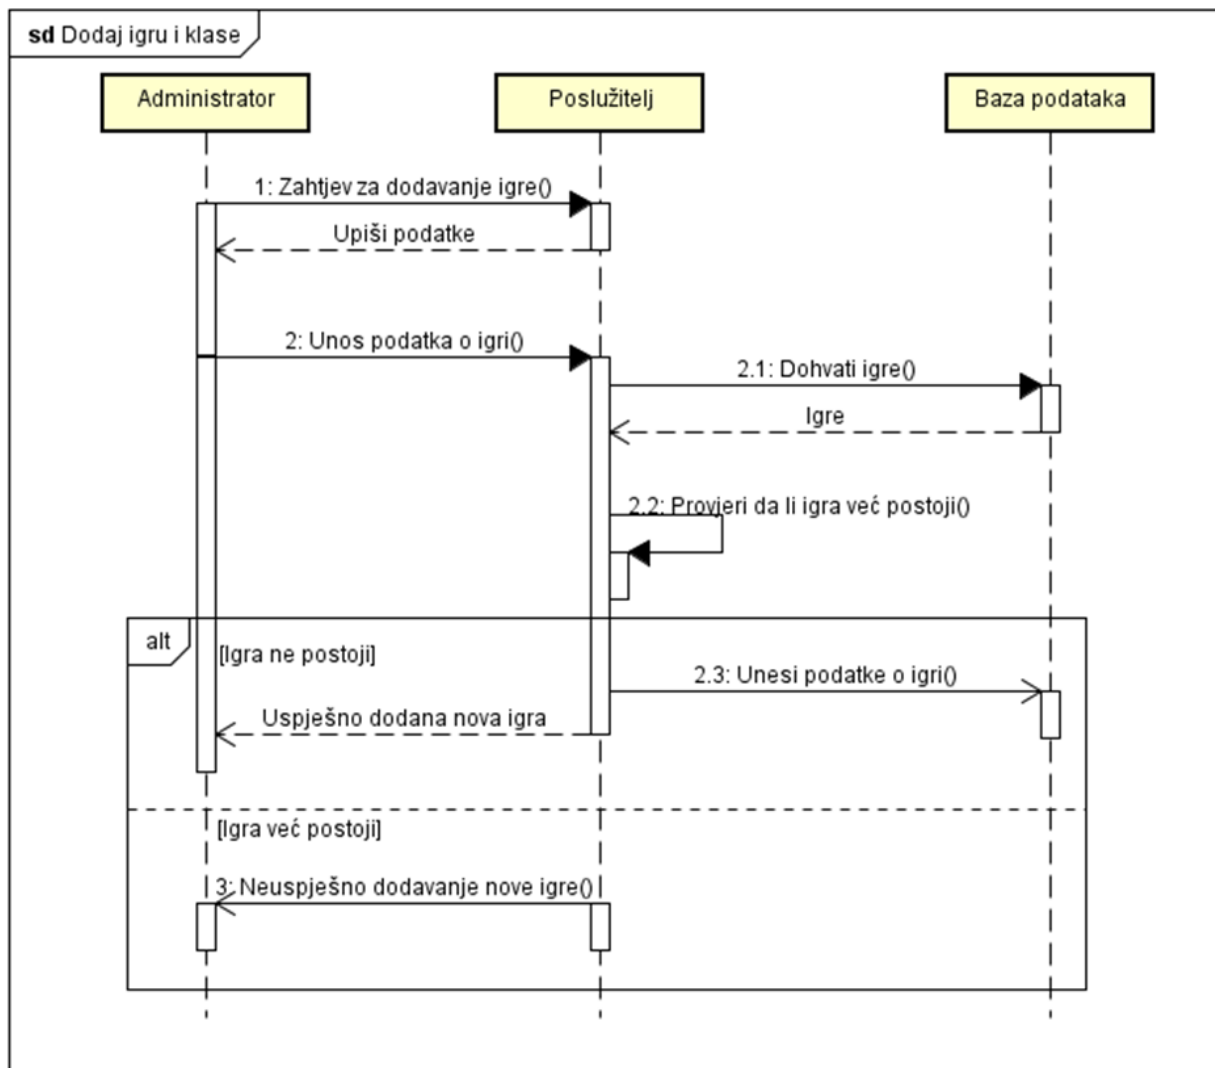 sd Dodaj igru i klase
Administrator
Poslužitelj
Baza podataka
1: Zahtjev za dodavanje igre()
Upiši podatke
2: Unos podatka o igri()
2.1: Dohvati igre()
Igre
2.2: Provjeri da li igra već postoji()
alt
[Igra ne postoji]
2.3: Unesi podatke o igri()
Uspješno dodana nova igra
[Igra već postoji]
3: Neuspješno dodavanje nove igre()